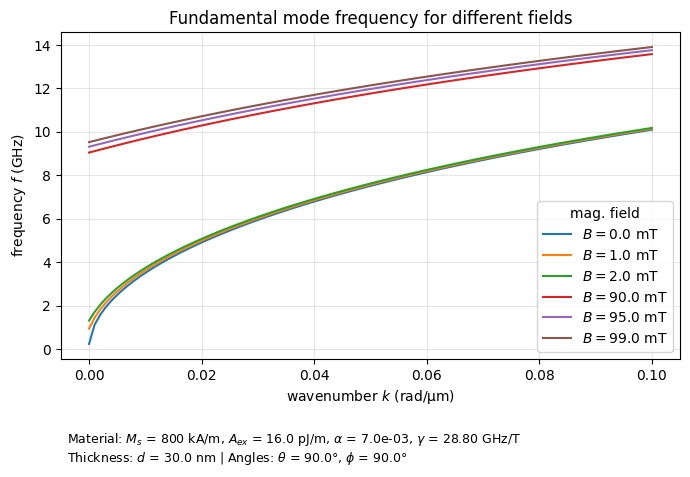 Fundamental mode frequency for different fields
14
12
10
8
6
4
2
0
frequency f (GHz)
mag. field
B = 0.0 mT
B = 1.0 mT
B = 2.0 mT
B = 90.0 mT
B = 95.0 mT
B = 99.0 mT
0.00 0.02 0.04 0.06 0.08 0.10
wavenumber k (rad/µm)
Material: Mₛ = 800 kA/m, Aₑₓ = 16.0 pJ/m, α = 7.0e-03, γ = 28.80 GHz/T
Thickness: d = 30.0 nm | Angles: θ = 90.0°, ϕ = 90.0°